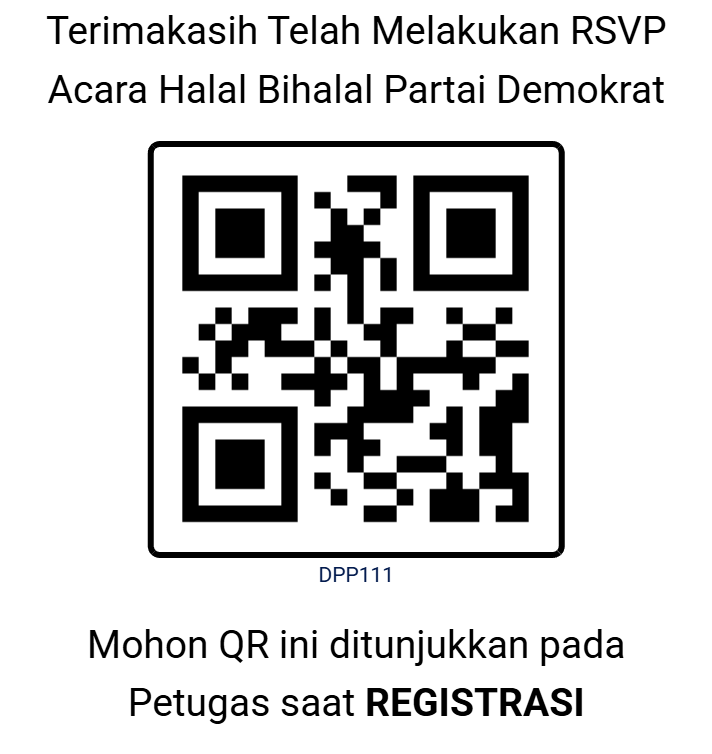 Terimakasih Telah Melakukan RSVP
Acara Halal Bihalal Partai Demokrat
DPP111
Mohon QR ini ditunjukkan pada
Petugas saat REGISTRASI